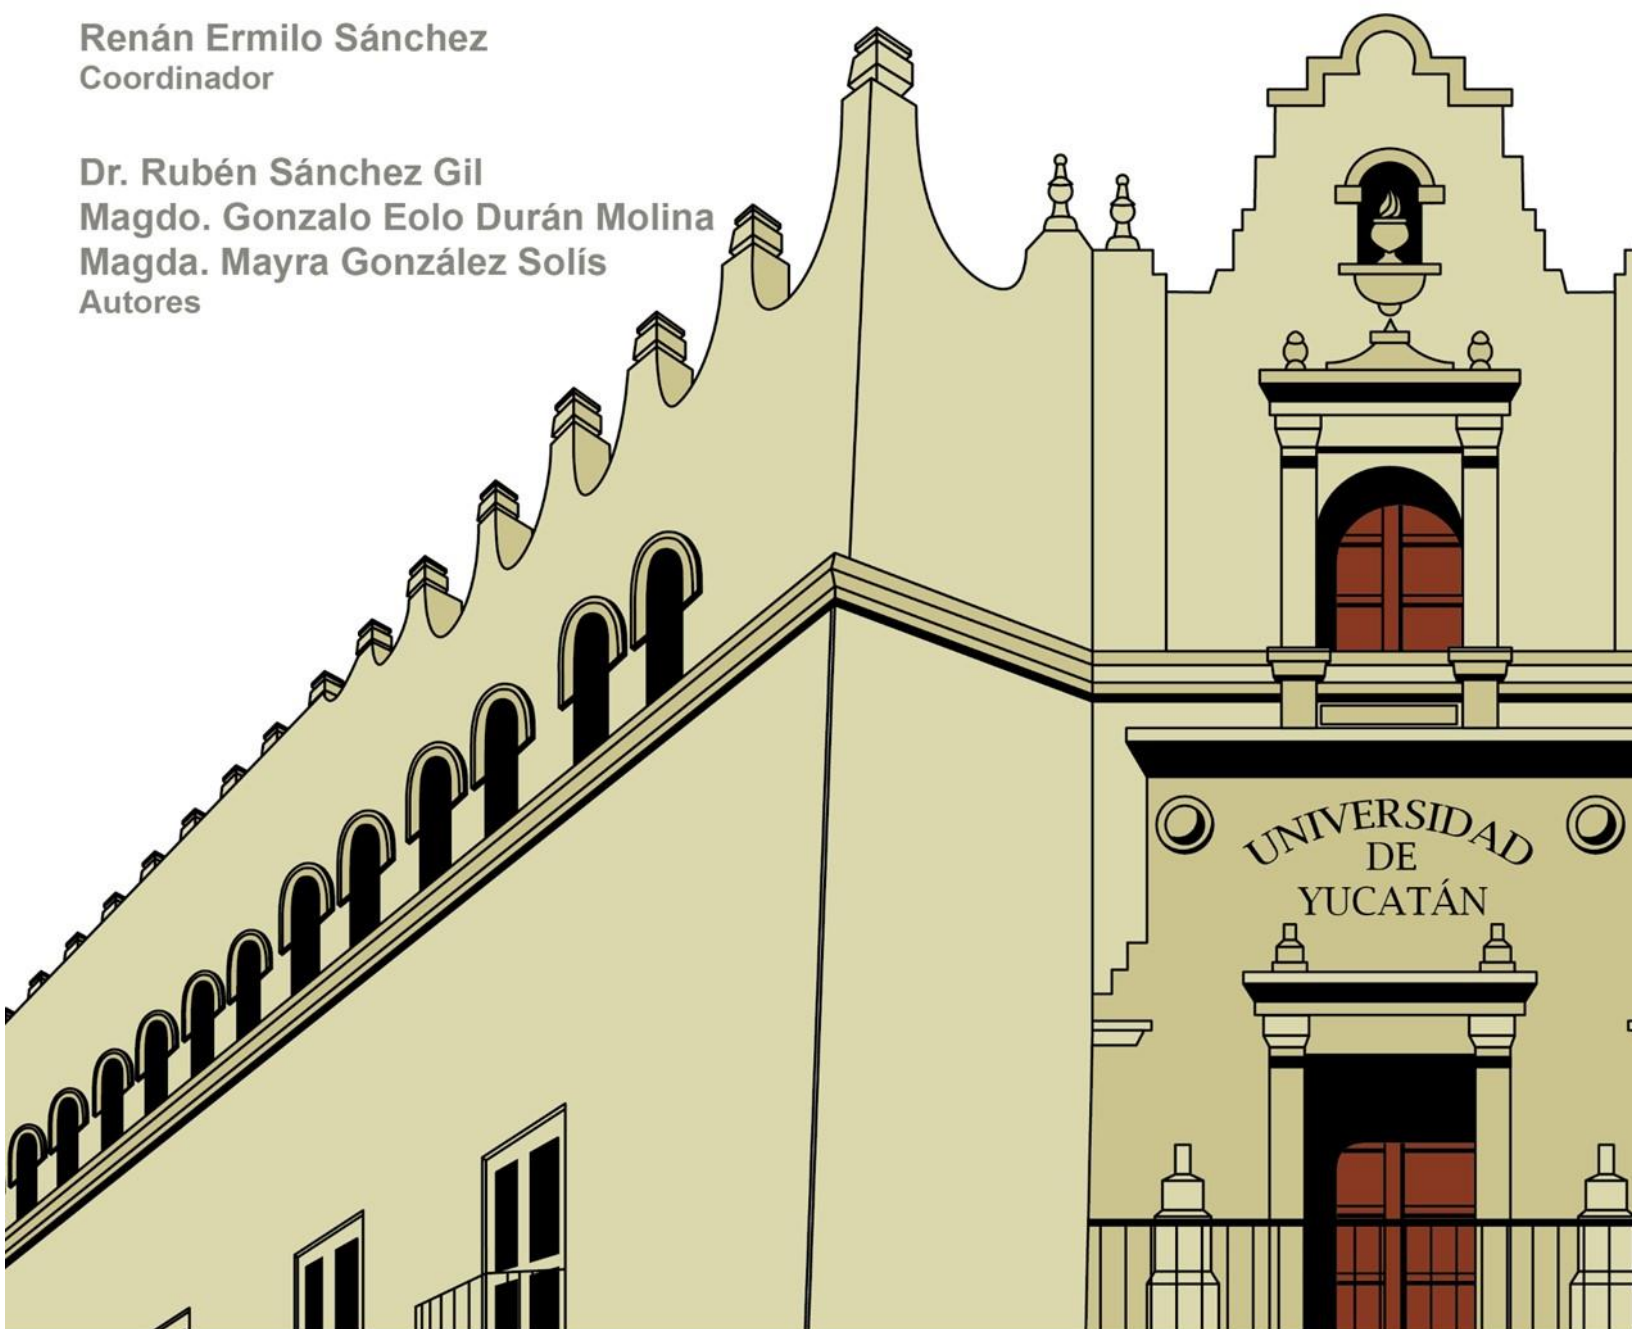 Renán Ermilo Sánchez
Coordinador
Dr. Rubén Sánchez Gil
Magdo. Gonzalo Eolo Durán Molina
Magda. Mayra González Solís
Autores
UNIVERSIDAD
DE
YUCATÁN